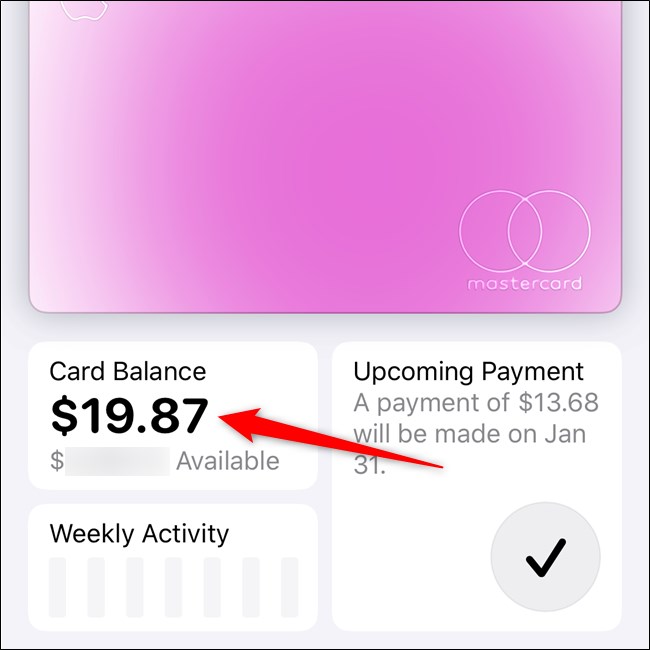 mastercard
Card Balance
$19.87
$ Available
Weekly Activity
Upcoming Payment
A payment of $13.68
will be made on Jan
31.